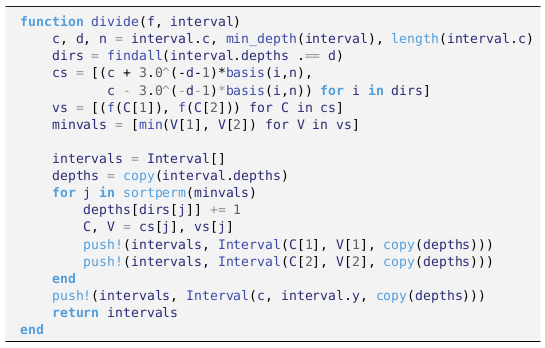 function divide(f, interval)
    c, d, n = interval.c, min_depth(interval), length(interval.c)
    dirs = findall(interval.depths .== d)
    cs = [(c + 3.0^(-d-1)*basis(i,n),
           c - 3.0^(-d-1)*basis(i,n)) for i in dirs]
    vs = [(f(C[1]), f(C[2])) for C in cs]
    minvals = [min(V[1], V[2]) for V in vs]

    intervals = Interval[]
    depths = copy(interval.depths)
    for j in sortperm(minvals)
        depths[dirs[j]] += 1
        C, V = cs[j], vs[j]
        push!(intervals, Interval(C[1], V[1], copy(depths)))
        push!(intervals, Interval(C[2], V[2], copy(depths)))
    end
    push!(intervals, Interval(c, interval.y, copy(depths)))
    return intervals
end